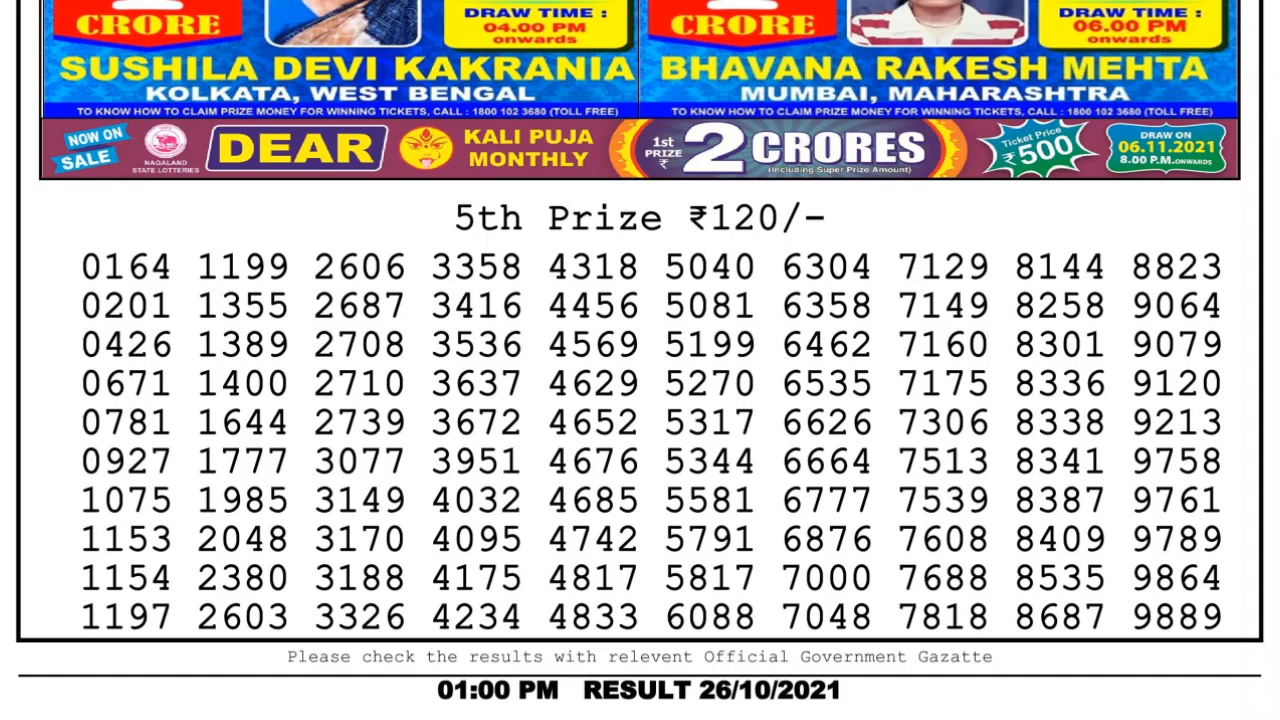 CRORE
DRAW TIME :
04.00 PM
onwards
SUSHILA DEVI KAKRANIA
KOLKATA, WEST BENGAL
TO KNOW HOW TO CLAIM PRIZE MONEY FOR WINNING TICKETS, CALL : 1800 102 3680 (TOLL FREE)
CRORE
DRAW TIME :
06.00 PM
onwards
BHAVANA RAKESH MEHTA
MUMBAI, MAHARASHTRA
TO KNOW HOW TO CLAIM PRIZE MONEY FOR WINNING TICKETS, CALL : 1800 102 3680 (TOLL FREE)
NOW ON
SALE
NAGALAND
STATE LOTTERIES
DEAR
KALI PUJA
MONTHLY
1st
PRIZE
₹
2 CRORES
(Including Super Prize Amount)
Ticket Price
₹500
DRAW ON
06.11.2021
8.00 P.M. ONWARDS
5th Prize ₹120/-
0164 1199 2606 3358 4318 5040 6304 7129 8144 8823
0201 1355 2687 3416 4456 5081 6358 7149 8258 9064
0426 1389 2708 3536 4569 5199 6462 7160 8301 9079
0671 1400 2710 3637 4629 5270 6535 7175 8336 9120
0781 1644 2739 3672 4652 5317 6626 7306 8338 9213
0927 1777 3077 3951 4676 5344 6664 7513 8341 9758
1075 1985 3149 4032 4685 5581 6777 7539 8387 9761
1153 2048 3170 4095 4742 5791 6876 7608 8409 9789
1154 2380 3188 4175 4817 5817 7000 7688 8535 9864
1197 2603 3326 4234 4833 6088 7048 7818 8687 9889
Please check the results with relevent Official Government Gazatte
01:00 PM RESULT 26/10/2021